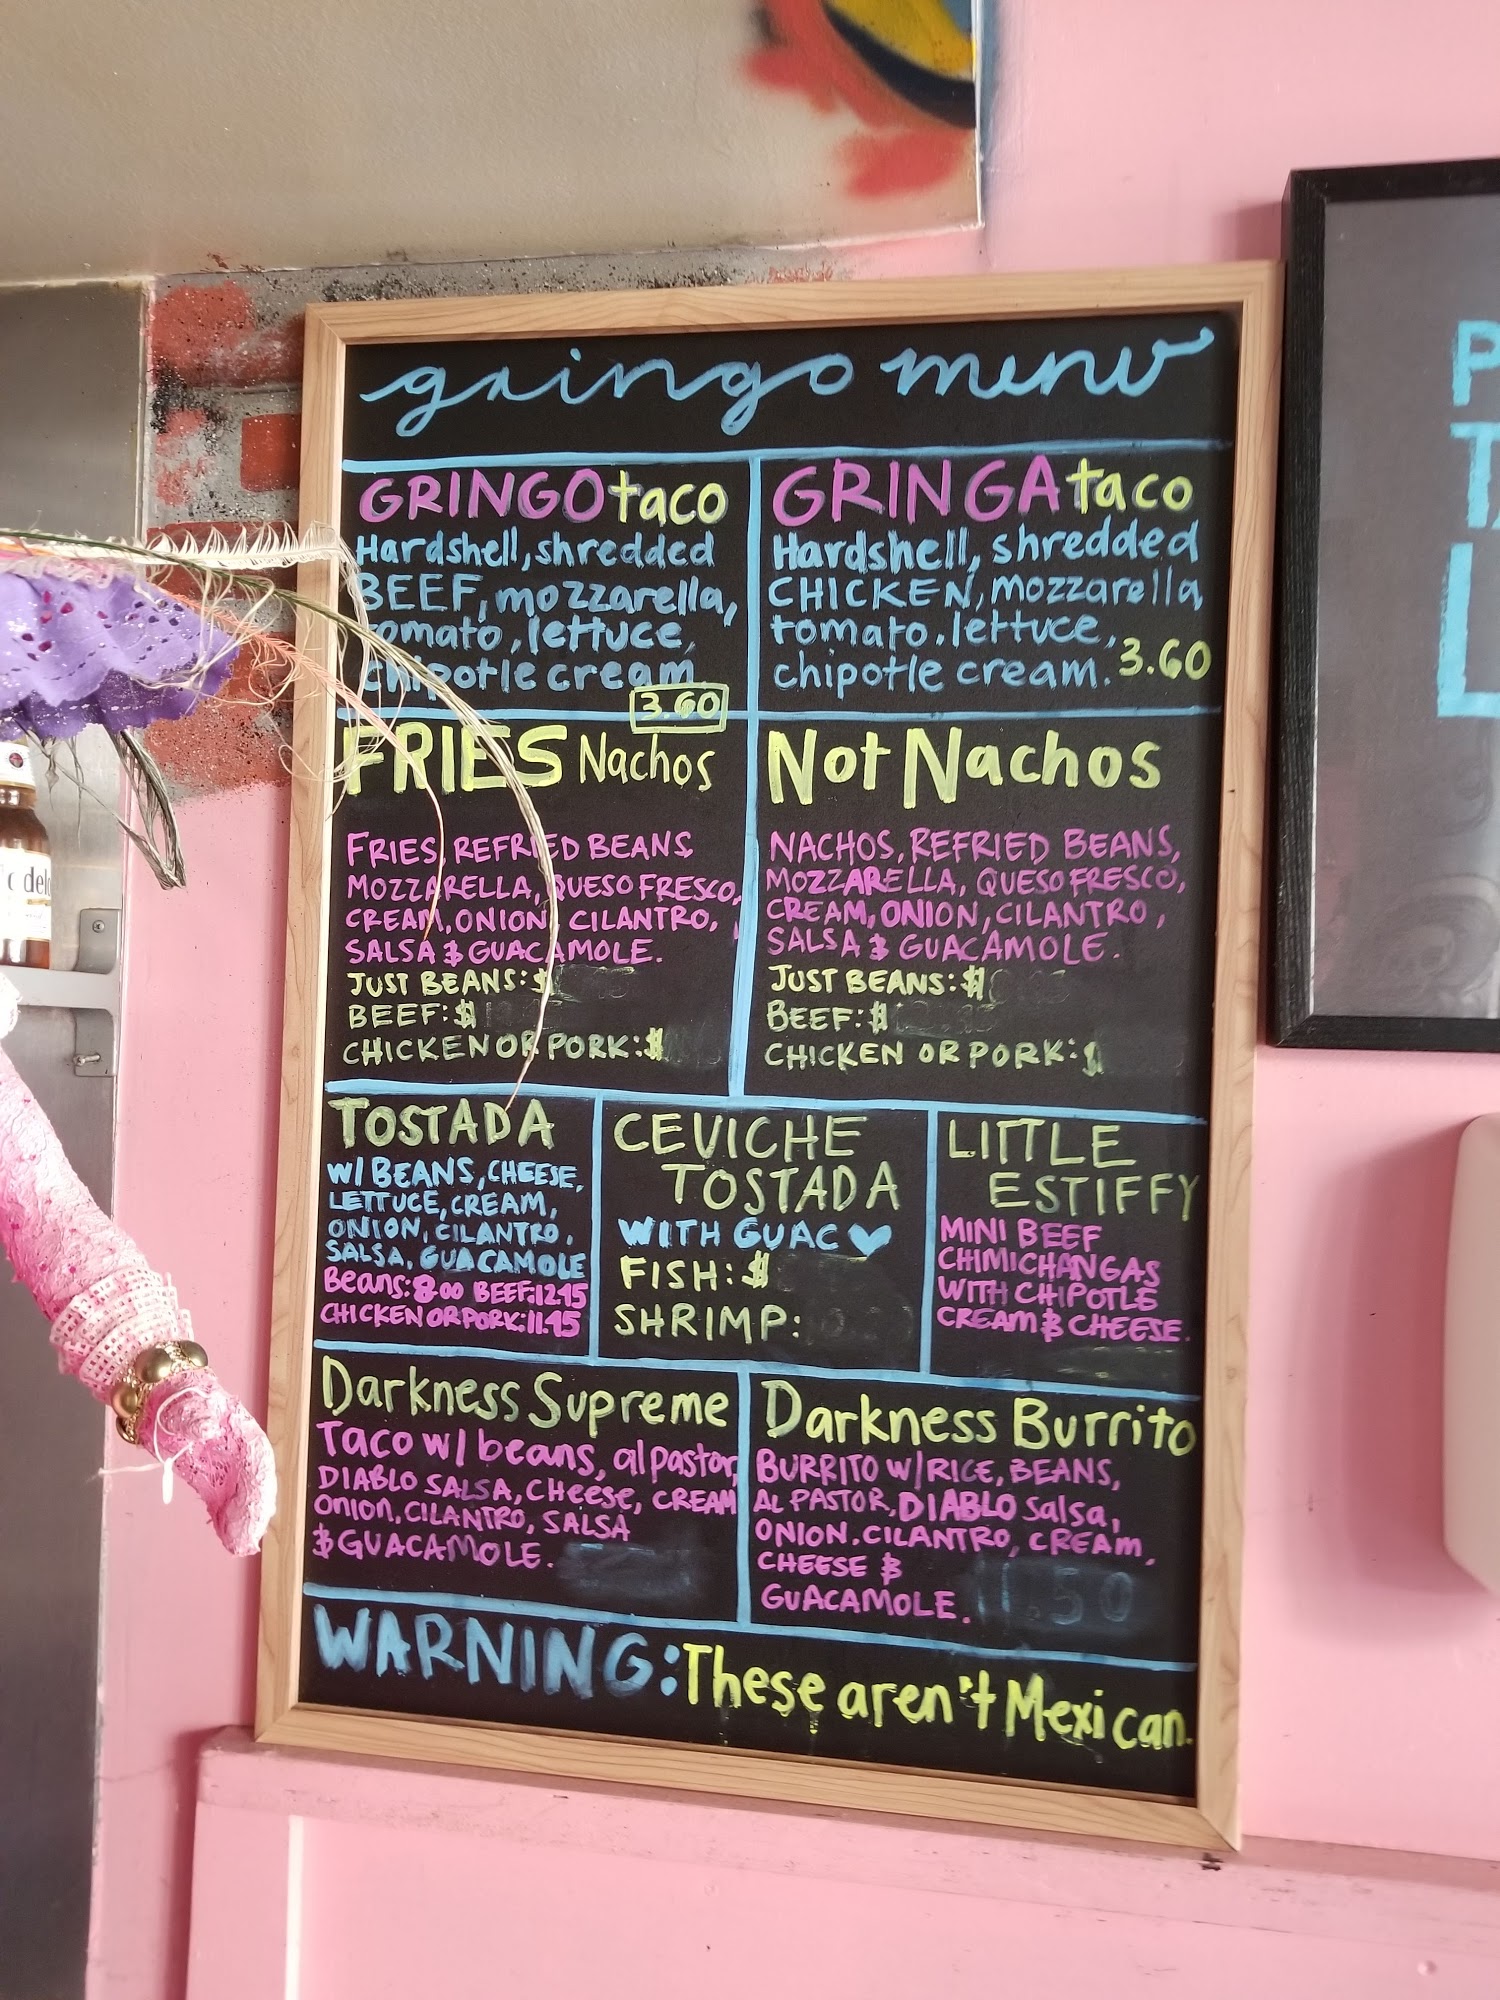 gringo menu
GRINGO taco
Hardshell, shredded
BEEF, mozzarella,
tomato, lettuce,
chipotle cream
3.60
GRINGA taco
Hardshell, shredded
CHICKEN, mozzarella,
tomato, lettuce,
chipotle cream. 3.60
FRIES Nachos
FRIES, REFRIED BEANS
MOZZARELLA, QUESO FRESCO,
CREAM, ONION, CILANTRO,
SALSA & GUACAMOLE.
JUST BEANS: $
BEEF: $
CHICKEN OR PORK: $
Not Nachos
NACHOS, REFRIED BEANS,
MOZZARELLA, QUESO FRESCO,
CREAM, ONION, CILANTRO,
SALSA & GUACAMOLE.
JUST BEANS: $
BEEF: $
CHICKEN OR PORK: $
TOSTADA
W/ BEANS, CHEESE,
LETTUCE, CREAM,
ONION, CILANTRO,
SALSA, GUACAMOLE
Beans: 8.00 BEEF: 12.45
CHICKEN OR PORK: 11.45
CEVICHE
TOSTADA
WITH GUAC
FISH: $
SHRIMP:
LITTLE
ESTIFFY
MINI BEEF
CHIMICHANGAS
WITH CHIPOTLE
CREAM & CHEESE.
Darkness Supreme
Taco w/ beans, al pastor,
DIABLO SALSA, CHeese, CREAM
Onion, CILANTRO, SALSA
& GUACAMOLE.
Darkness Burrito
BURRITO W/ RICE, BEANS,
AL PASTOR, DIABLO Salsa,
ONION, CILANTRO, CREAM,
CHEESE &
GUACAMOLE. 11.50
WARNING: These aren't Mexican.